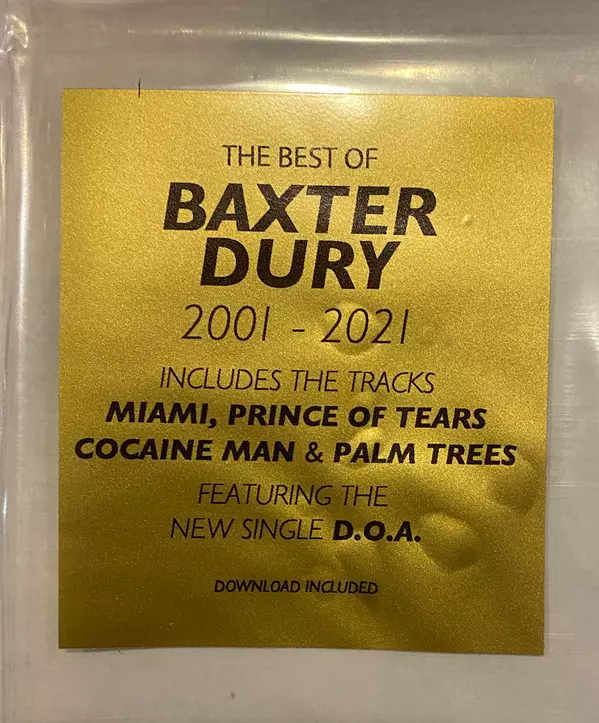 THE BEST OF
BAXTER
DURY
2001 - 2021
INCLUDES THE TRACKS
MIAMI, PRINCE OF TEARS
COCAINE MAN & PALM TREES
FEATURING THE
NEW SINGLE D.O.A.
DOWNLOAD INCLUDED